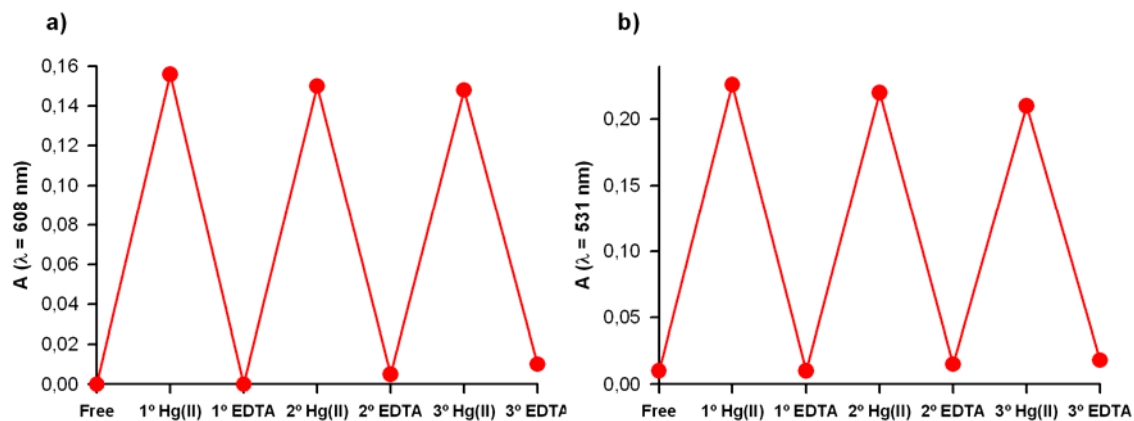 a)
0,16
0,14
0,12
0,10
0,08
0,06
0,04
0,02
0,00
A (λ = 608 nm)
Free 1º Hg(II) 1º EDTA 2º Hg(II) 2º EDTA 3º Hg(II) 3º EDTA
b)
0,20
0,15
0,10
0,05
0,00
A (λ = 531 nm)
Free 1º Hg(II) 1º EDTA 2º Hg(II) 2º EDTA 3º Hg(II) 3º EDTA